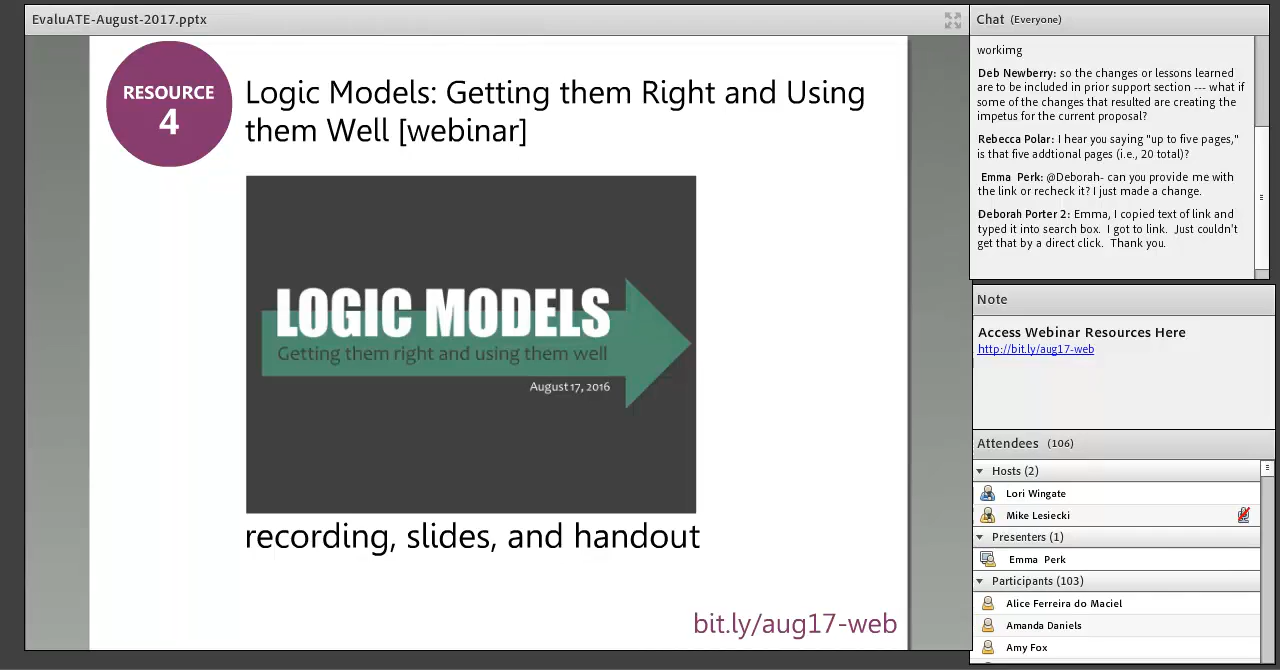 EvaluATE-August-2017.pptx
RESOURCE
4
Logic Models: Getting them Right and Using
them Well [webinar]
LOGIC MODELS
Getting them right and using them well
August 17, 2016
recording, slides, and handout
bit.ly/aug17-web
Chat (Everyone)
workimg
Deb Newberry: so the changes or lessons learned
are to be included in prior support section --- what if
some of the changes that resulted are creating the
impetus for the current proposal?
Rebecca Polar: I hear you saying "up to five pages,"
is that five addtional pages (i.e., 20 total)?
Emma Perk: @Deborah- can you provide me with
the link or recheck it? I just made a change.
Deborah Porter 2: Emma, I copied text of link and
typed it into search box. I got to link. Just couldn't
get that by a direct click. Thank you.
Note
Access Webinar Resources Here
http://bit.ly/aug17-web
Attendees (106)
Hosts (2)
Lori Wingate
Mike Lesiecki
Presenters (1)
Emma Perk
Participants (103)
Alice Ferreira do Maciel
Amanda Daniels
Amy Fox